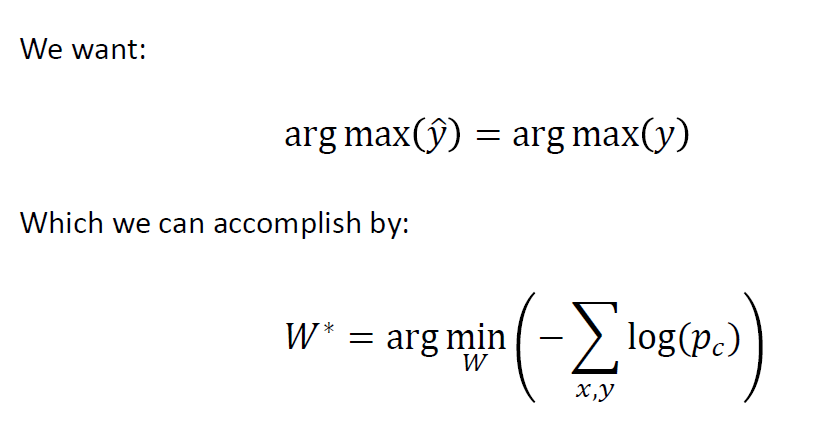 We want:
arg max(ŷ) = arg max(y)
Which we can accomplish by:
W* = arg min_W (− ∑_{x,y} log(p_c))